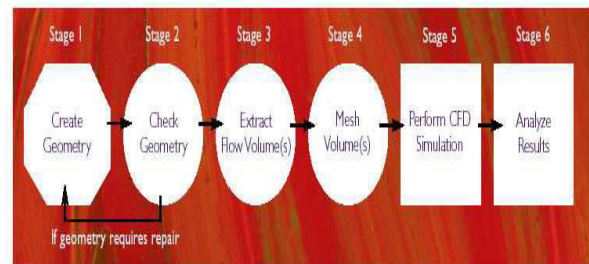 Stage 1
Stage 2
Stage 3
Stage 4
Stage 5
Stage 6
Create
Geometry
Check
Geometry
Extract
Flow Volume(s)
Mesh
Volume(s)
Perform CFD
Simulation
Analyze
Results
If geometry requires repair